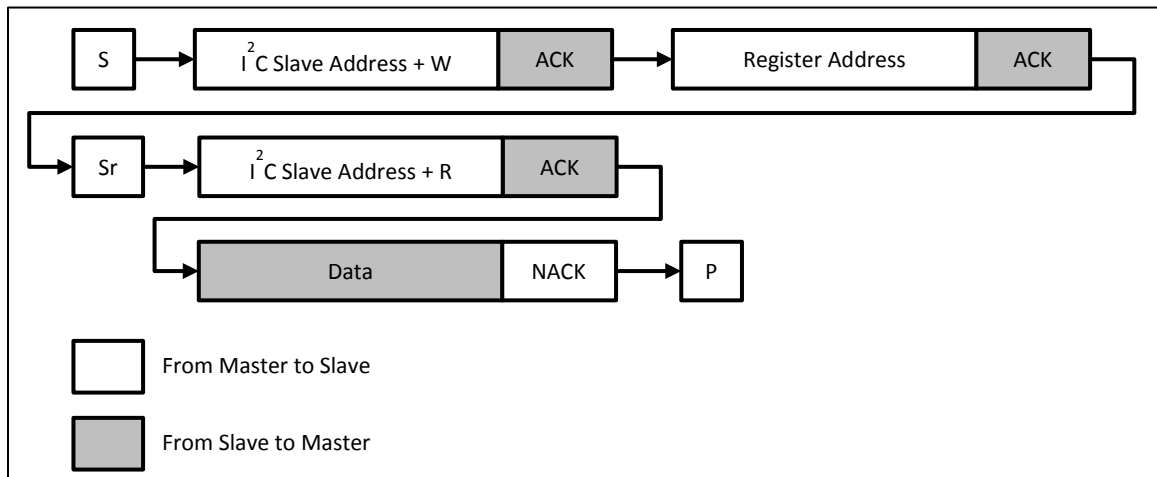 S I²C Slave Address + W ACK Register Address ACK
Sr I²C Slave Address + R ACK
Data NACK P
From Master to Slave
From Slave to Master